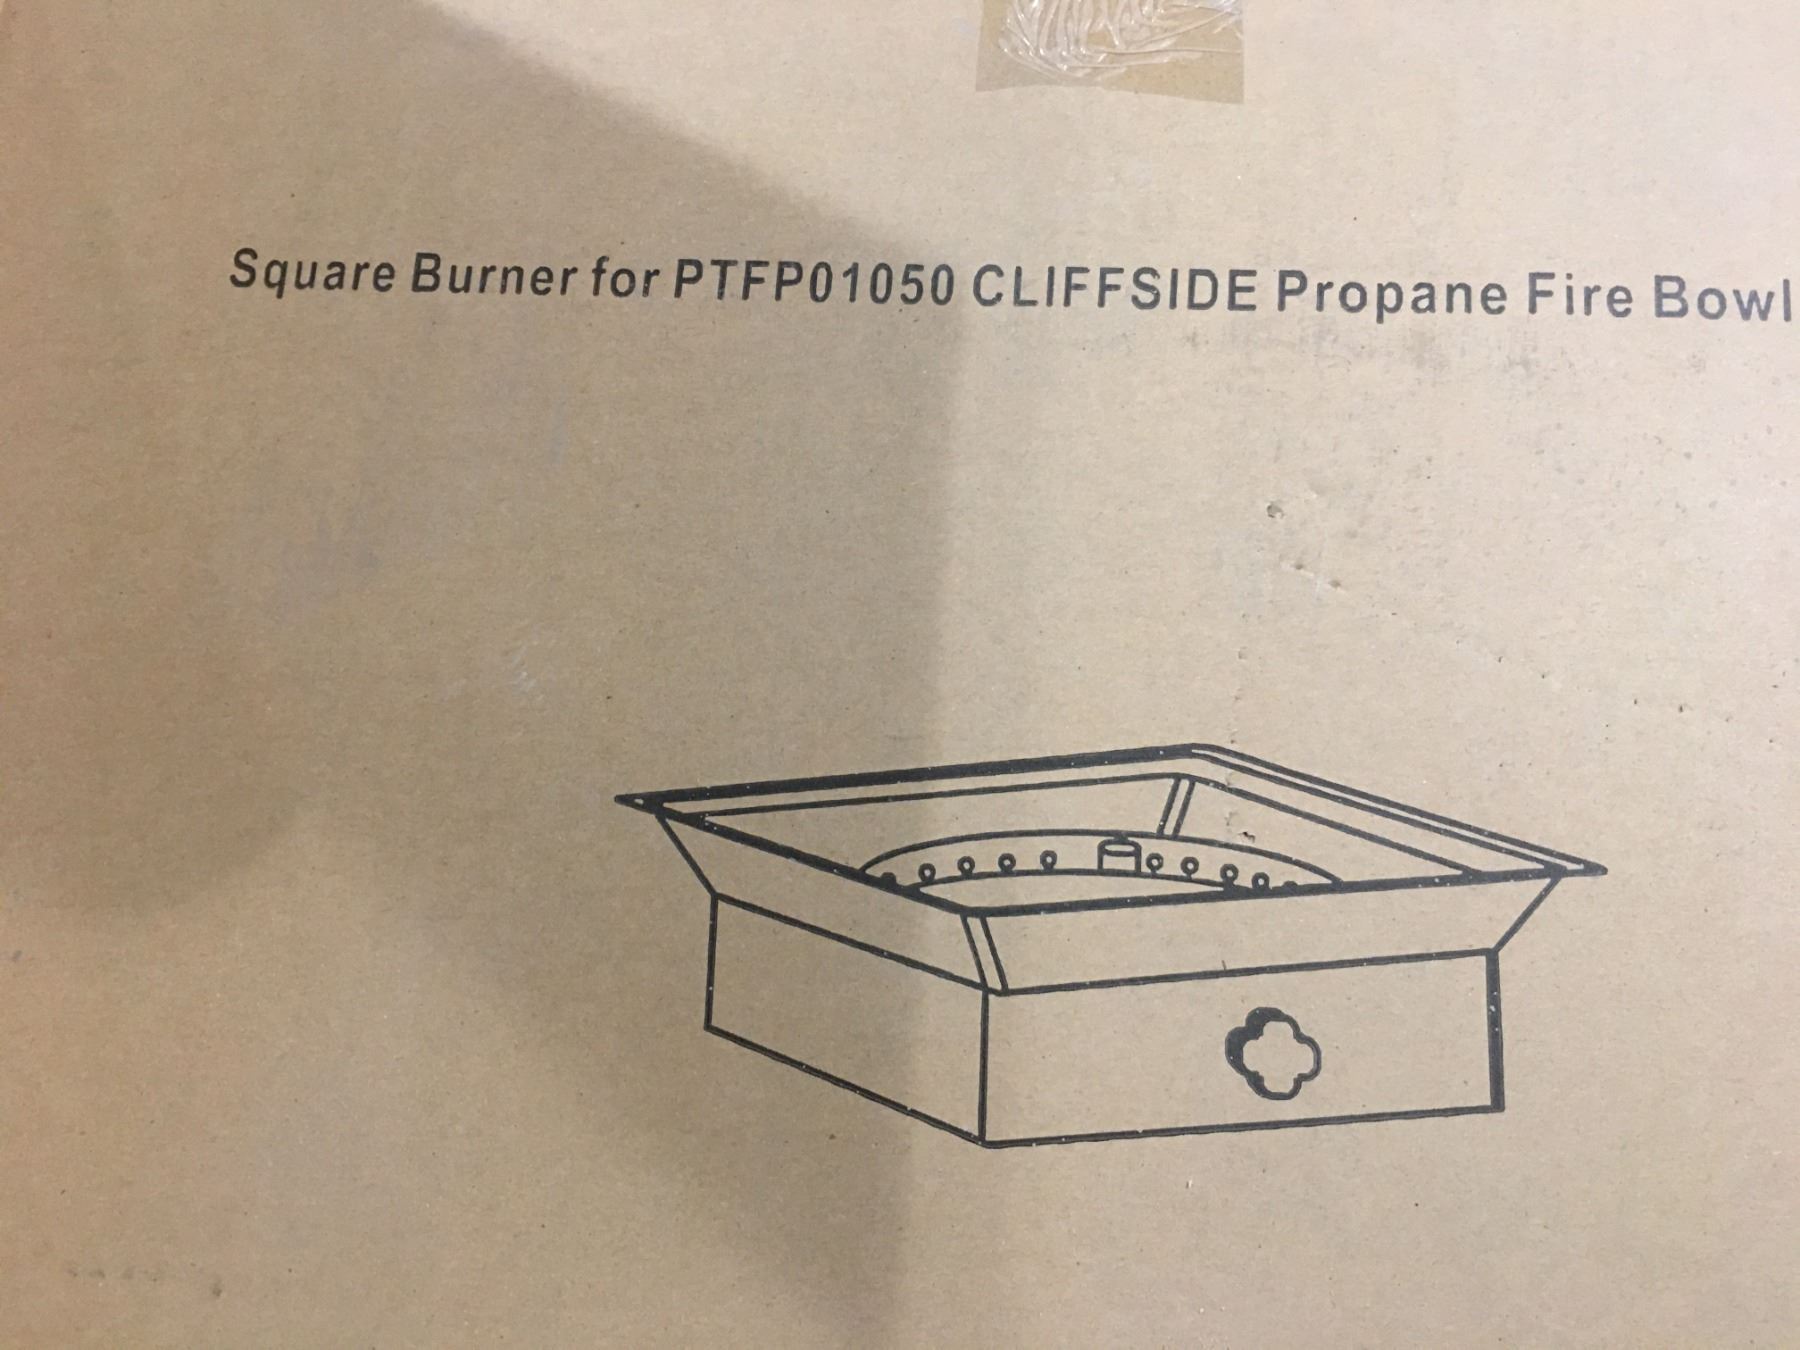 Square Burner for PTFP01050 CLIFFSIDE Propane Fire Bowl